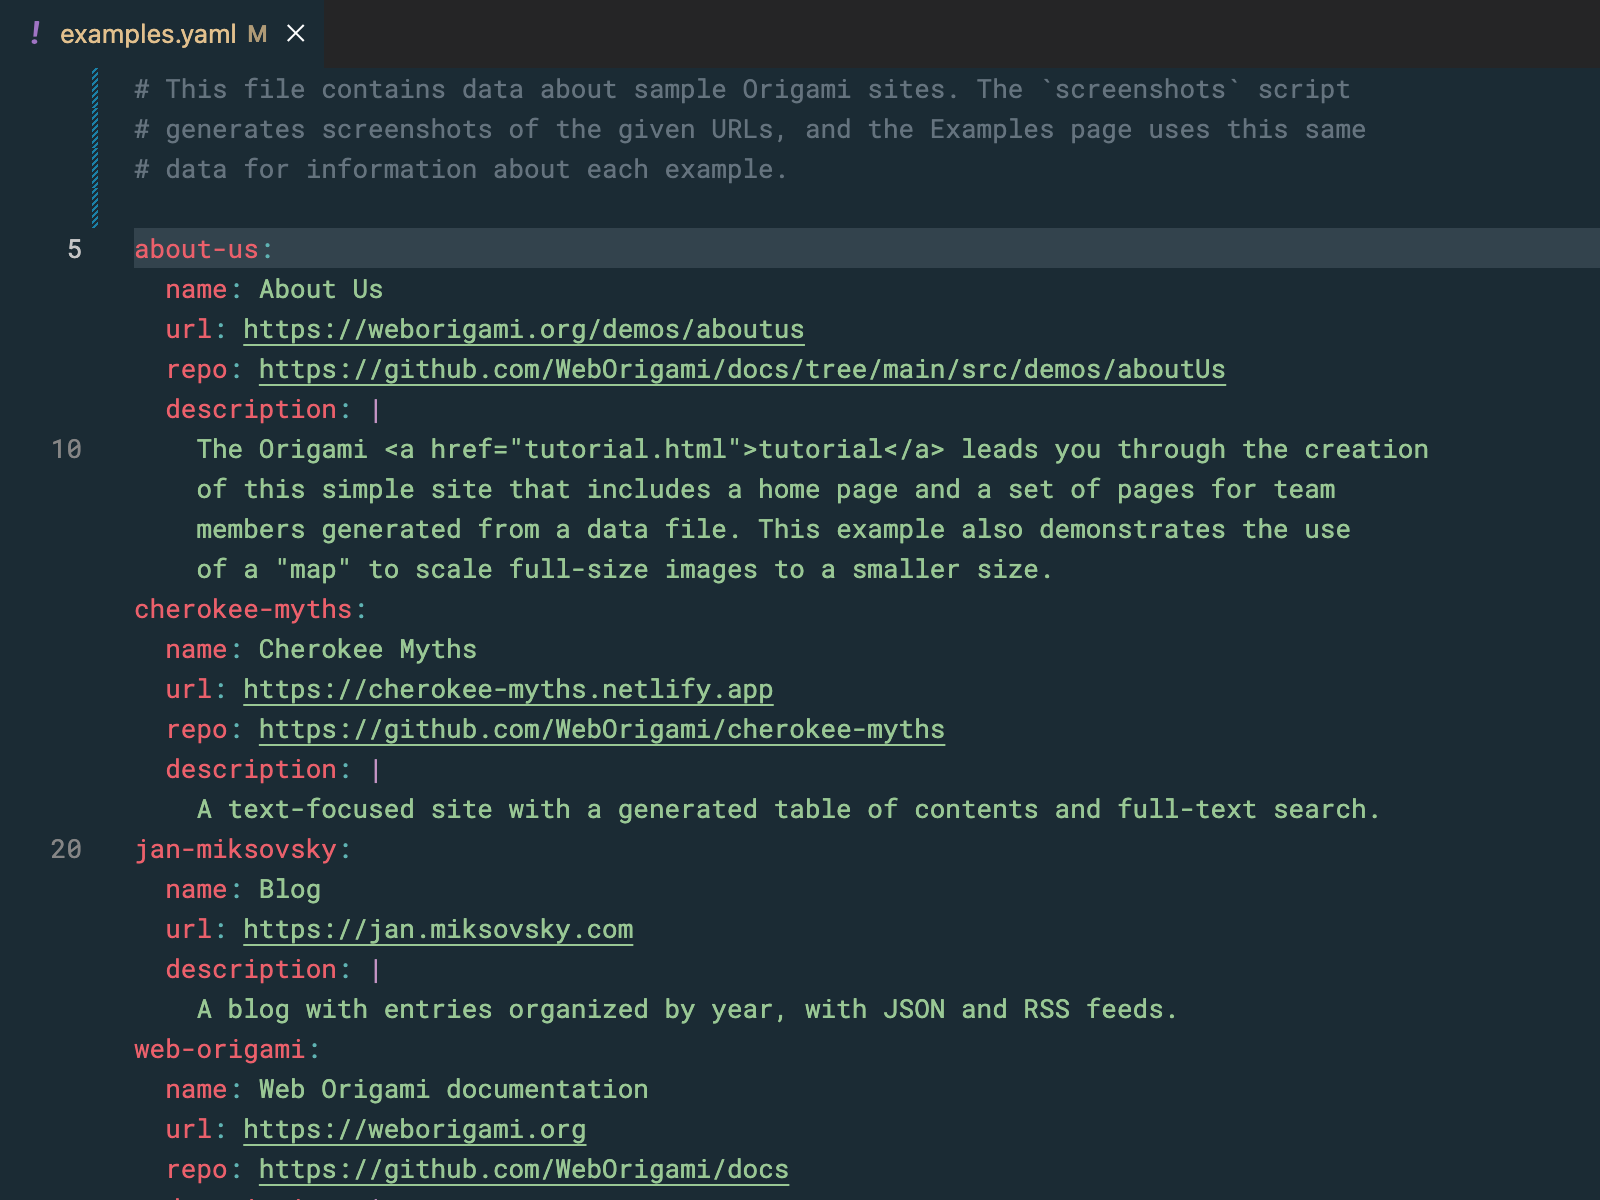 ! examples.yaml M ×
# This file contains data about sample Origami sites. The `screenshots` script
# generates screenshots of the given URLs, and the Examples page uses this same
# data for information about each example.
5 about-us:
name: About Us
url: https://weborigami.org/demos/aboutus
repo: https://github.com/WebOrigami/docs/tree/main/src/demos/aboutUs
description: |
10 The Origami <a href="tutorial.html">tutorial</a> leads you through the creation
of this simple site that includes a home page and a set of pages for team
members generated from a data file. This example also demonstrates the use
of a "map" to scale full-size images to a smaller size.
cherokee-myths:
name: Cherokee Myths
url: https://cherokee-myths.netlify.app
repo: https://github.com/WebOrigami/cherokee-myths
description: |
A text-focused site with a generated table of contents and full-text search.
20 jan-miksovsky:
name: Blog
url: https://jan.miksovsky.com
description: |
A blog with entries organized by year, with JSON and RSS feeds.
web-origami:
name: Web Origami documentation
url: https://weborigami.org
repo: https://github.com/WebOrigami/docs